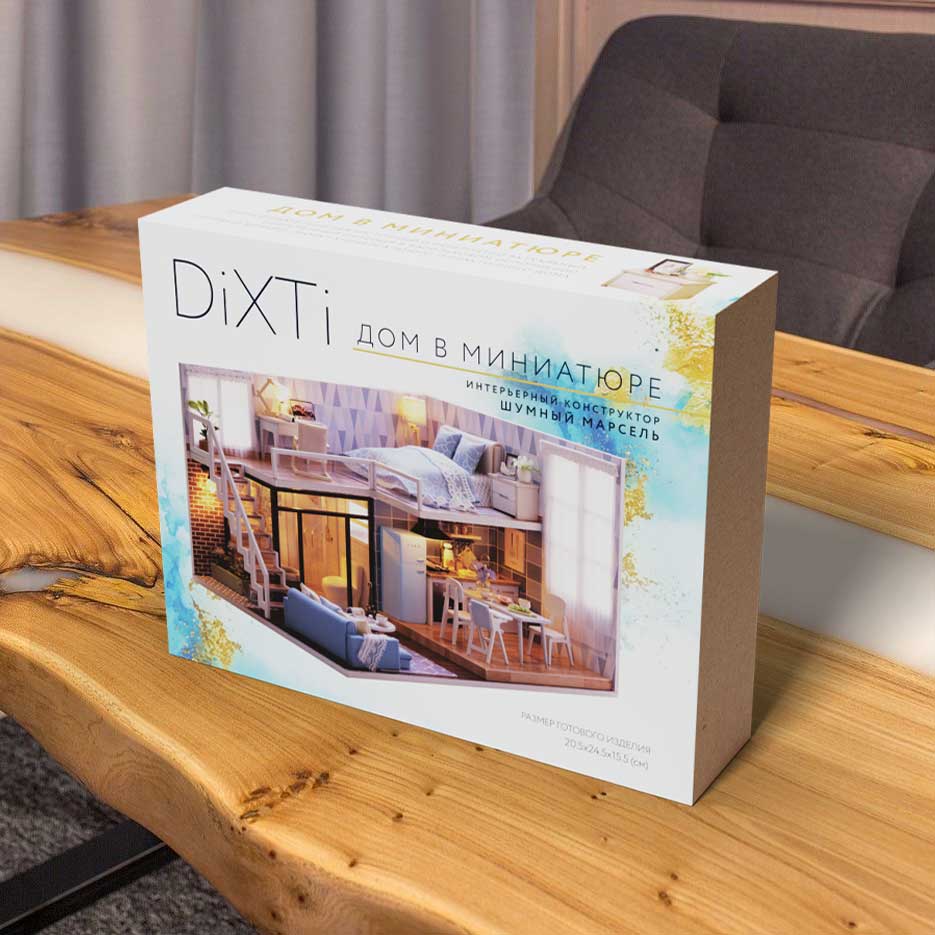 ДОМ В МИНИАТЮРЕ
DiXTi
ДОМ В МИНИАТЮРЕ
ИНТЕРЬЕРНЫЙ КОНСТРУКТОР
ШУМНЫЙ МАРСЕЛЬ
РАЗМЕР ГОТОВОГО ИЗДЕЛИЯ
20.5x24.5x15.5 (см)